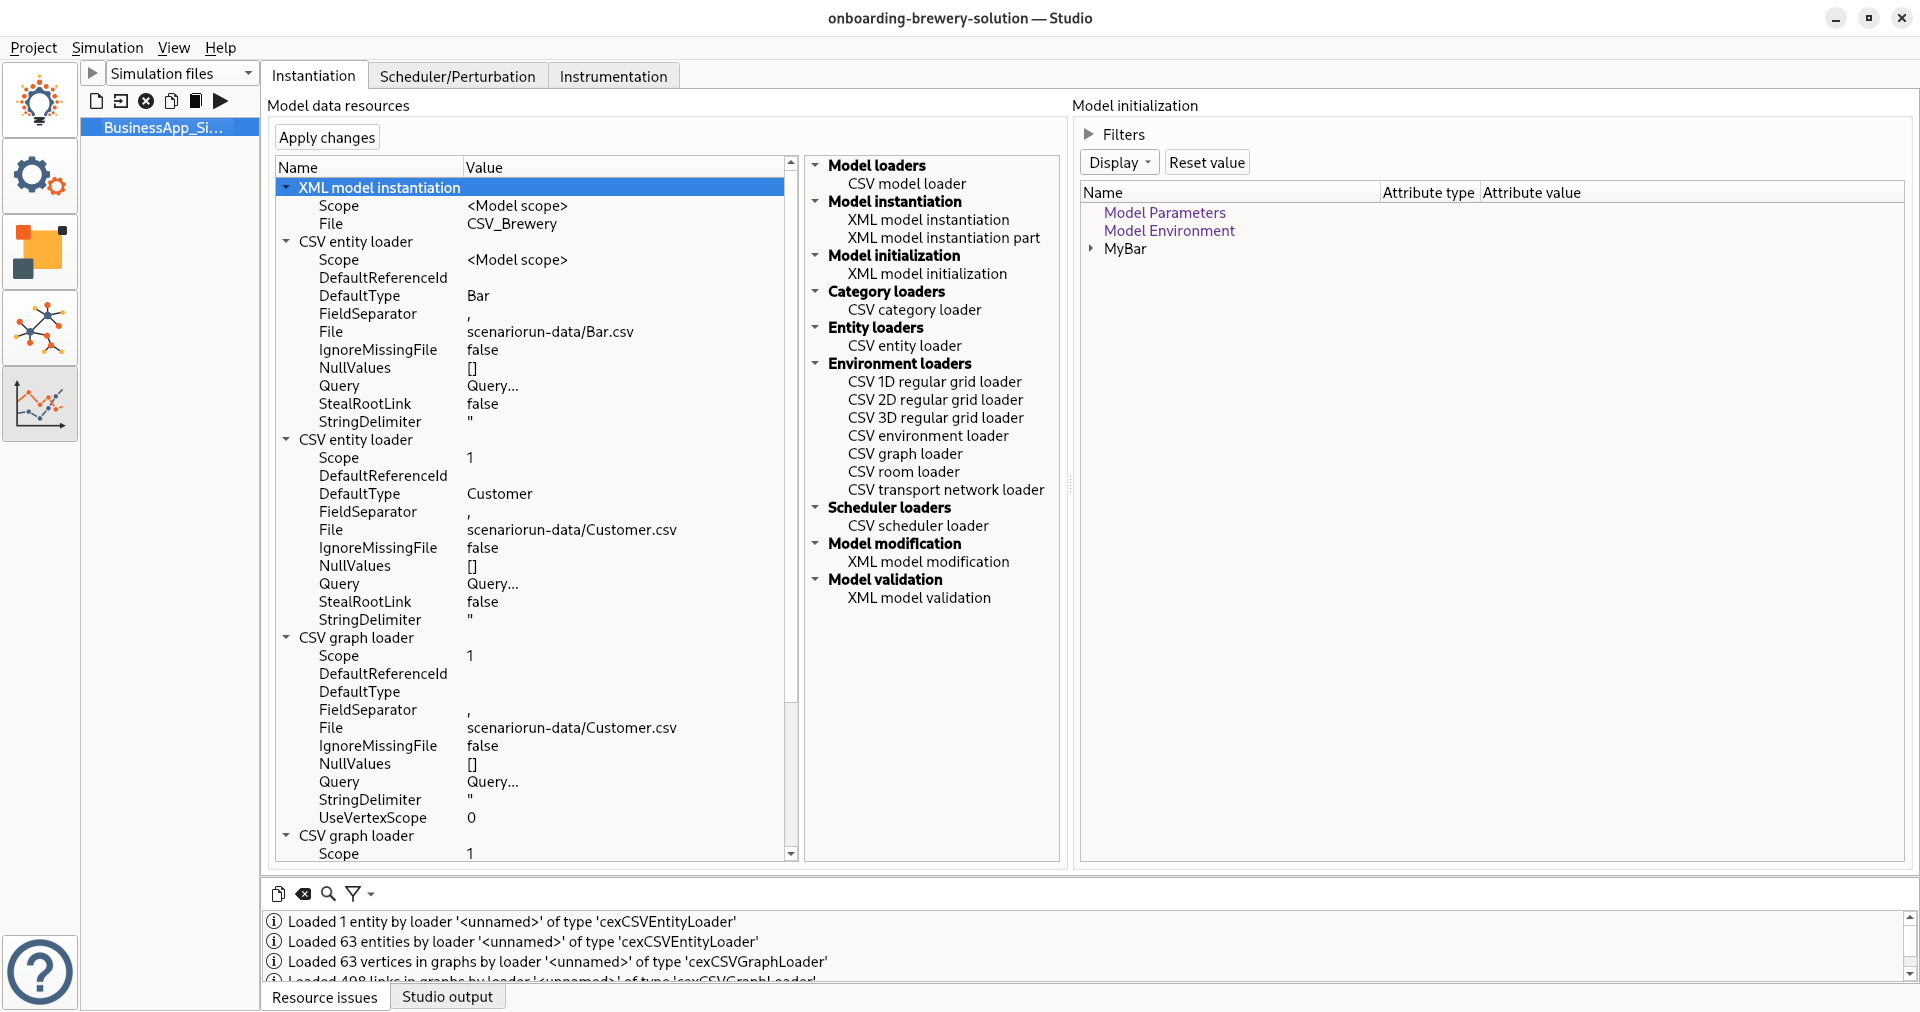 onboarding-brewery-solution — Studio
Project Simulation View Help
Simulation files
BusinessApp_Si...
Instantiation Scheduler/Perturbation Instrumentation
Model data resources
Apply changes
Name Value
XML model instantiation
Scope <Model scope>
File CSV_Brewery
CSV entity loader
Scope <Model scope>
DefaultReferenceId
DefaultType Bar
FieldSeparator ,
File scenariorun-data/Bar.csv
IgnoreMissingFile false
NullValues []
Query Query...
StealRootLink false
StringDelimiter "
CSV entity loader
Scope 1
DefaultReferenceId
DefaultType Customer
FieldSeparator ,
File scenariorun-data/Customer.csv
IgnoreMissingFile false
NullValues []
Query Query...
StealRootLink false
StringDelimiter "
CSV graph loader
Scope 1
DefaultReferenceId
DefaultType
FieldSeparator ,
File scenariorun-data/Customer.csv
IgnoreMissingFile false
NullValues []
Query Query...
StringDelimiter "
UseVertexScope 0
CSV graph loader
Scope 1
Model loaders
CSV model loader
Model instantiation
XML model instantiation
XML model instantiation part
Model initialization
XML model initialization
Category loaders
CSV category loader
Entity loaders
CSV entity loader
Environment loaders
CSV 1D regular grid loader
CSV 2D regular grid loader
CSV 3D regular grid loader
CSV environment loader
CSV graph loader
CSV room loader
CSV transport network loader
Scheduler loaders
CSV scheduler loader
Model modification
XML model modification
Model validation
XML model validation
Model initialization
Filters
Display Reset value
Name Attribute type Attribute value
Model Parameters
Model Environment
MyBar
Loaded 1 entity by loader '<unnamed>' of type 'cexCSVEntityLoader'
Loaded 63 entities by loader '<unnamed>' of type 'cexCSVEntityLoader'
Loaded 63 vertices in graphs by loader '<unnamed>' of type 'cexCSVGraphLoader'
Loaded 498 links in graphs by loader '<unnamed>' of type 'cexCSVGraphLoader'
Resource issues Studio output